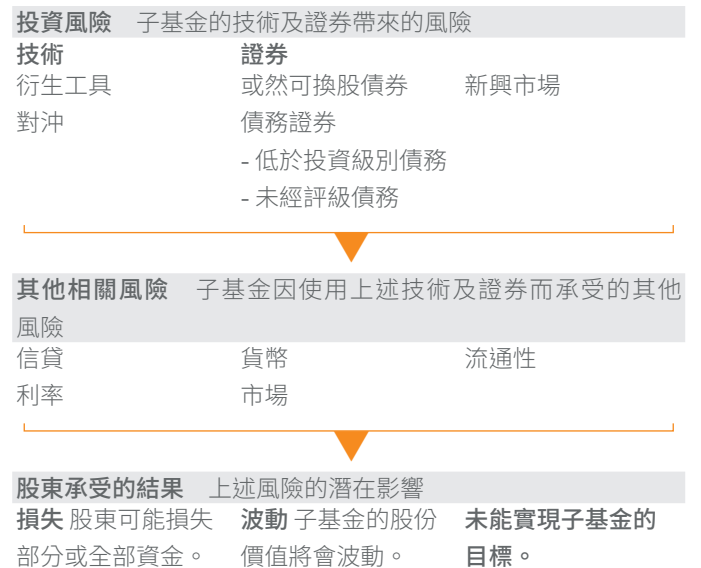 投資風險 子基金的技術及證券帶來的風險
技術 證券
衍生工具 或然可換股債券 新興市場
對沖 債務證券
- 低於投資級別債務
- 未經評級債務
其他相關風險 子基金因使用上述技術及證券而承受的其他
風險
信貸 貨幣 流通性
利率 市場
股東承受的結果 上述風險的潛在影響
損失 股東可能損失 波動 子基金的股份 未能實現子基金的
部分或全部資金。 價值將會波動。 目標。